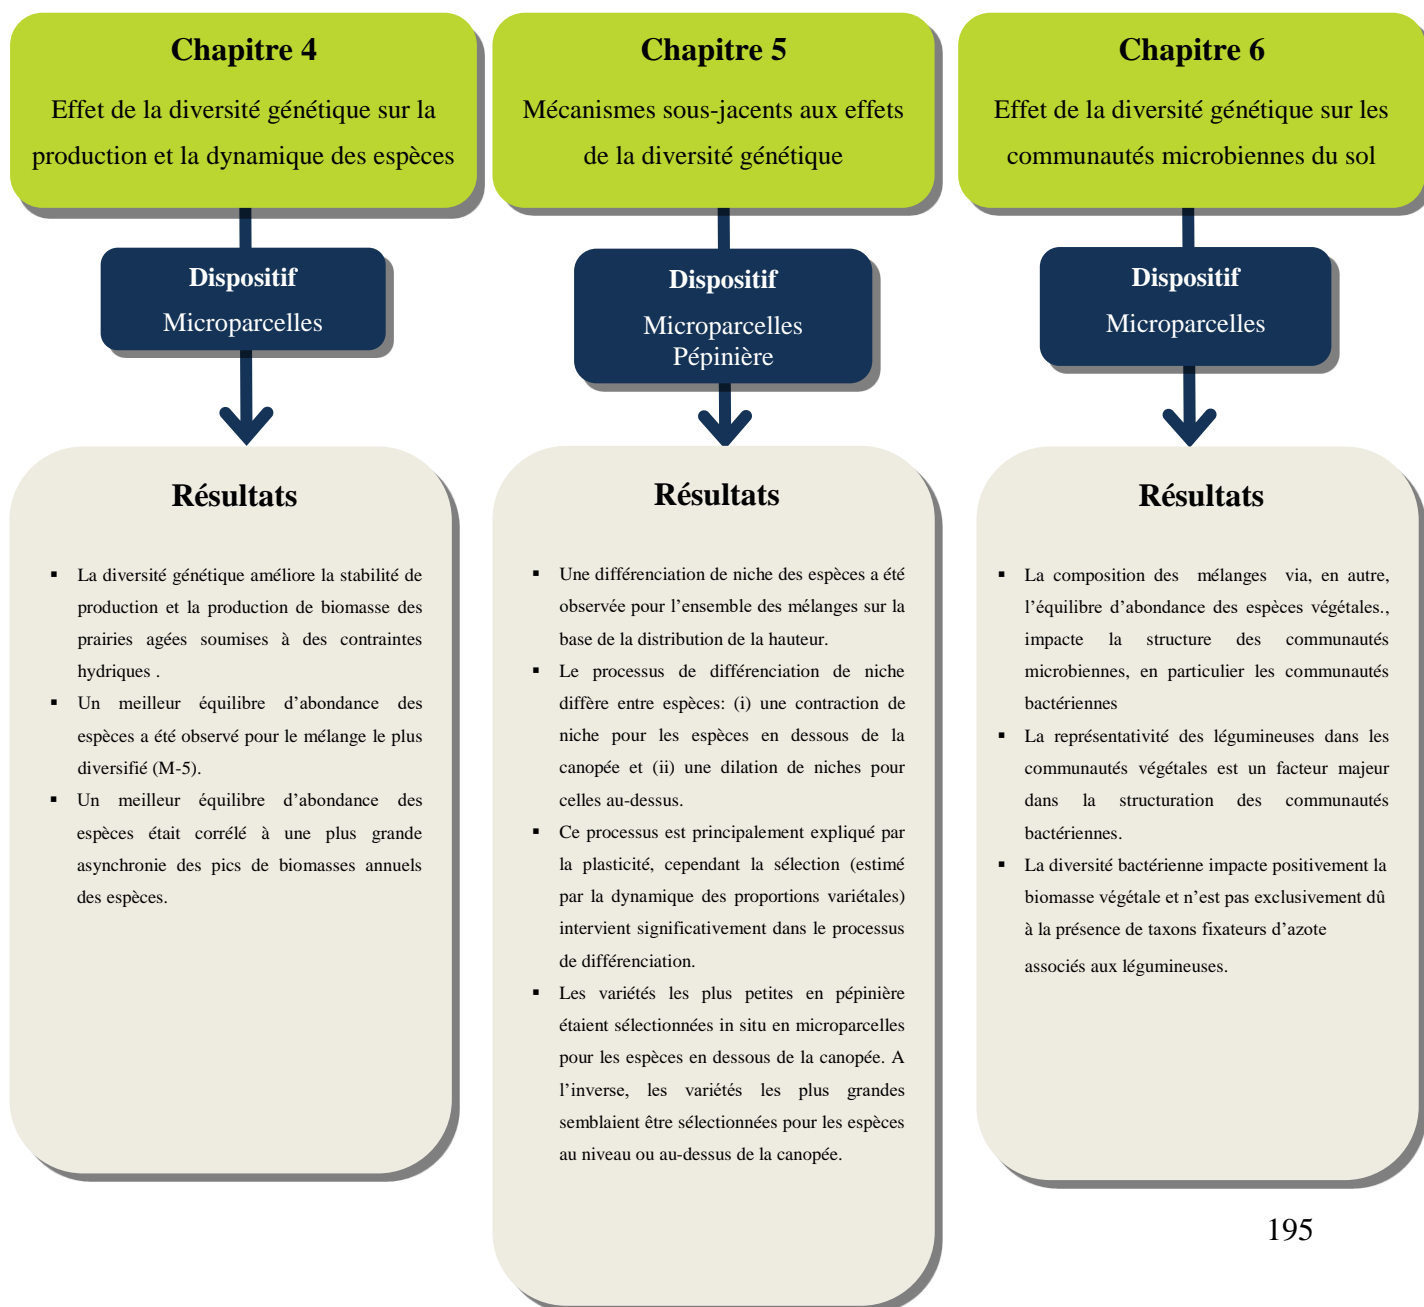 Chapitre 4
Effet de la diversité génétique sur la
production et la dynamique des espèces
Dispositif
Microparcelles
Résultats
▪ La diversité génétique améliore la stabilité de
production et la production de biomasse des
prairies agées soumises à des contraintes
hydriques .
▪ Un meilleur équilibre d’abondance des
espèces a été observé pour le mélange le plus
diversifié (M-5).
▪ Un meilleur équilibre d’abondance des
espèces était corrélé à une plus grande
asynchronie des pics de biomasses annuels
des espèces.
Chapitre 5
Mécanismes sous-jacents aux effets
de la diversité génétique
Dispositif
Microparcelles
Pépinière
Résultats
▪ Une différenciation de niche des espèces a été
observée pour l’ensemble des mélanges sur la
base de la distribution de la hauteur.
▪ Le processus de différenciation de niche
diffère entre espèces: (i) une contraction de
niche pour les espèces en dessous de la
canopée et (ii) une dilation de niches pour
celles au-dessus.
▪ Ce processus est principalement expliqué par
la plasticité, cependant la sélection (estimé
par la dynamique des proportions variétales)
intervient significativement dans le processus
de différenciation.
▪ Les variétés les plus petites en pépinière
étaient sélectionnées in situ en microparcelles
pour les espèces en dessous de la canopée. A
l’inverse, les variétés les plus grandes
semblaient être sélectionnées pour les espèces
au niveau ou au-dessus de la canopée.
Chapitre 6
Effet de la diversité génétique sur les
communautés microbiennes du sol
Dispositif
Microparcelles
Résultats
▪ La composition des mélanges via, en autre,
l’équilibre d’abondance des espèces végétales.,
impacte la structure des communautés
microbiennes, en particulier les communautés
bactériennes
▪ La représentativité des légumineuses dans les
communautés végétales est un facteur majeur
dans la structuration des communautés
bactériennes.
▪ La diversité bactérienne impacte positivement la
biomasse végétale et n’est pas exclusivement dû
à la présence de taxons fixateurs d’azote
associés aux légumineuses.
195